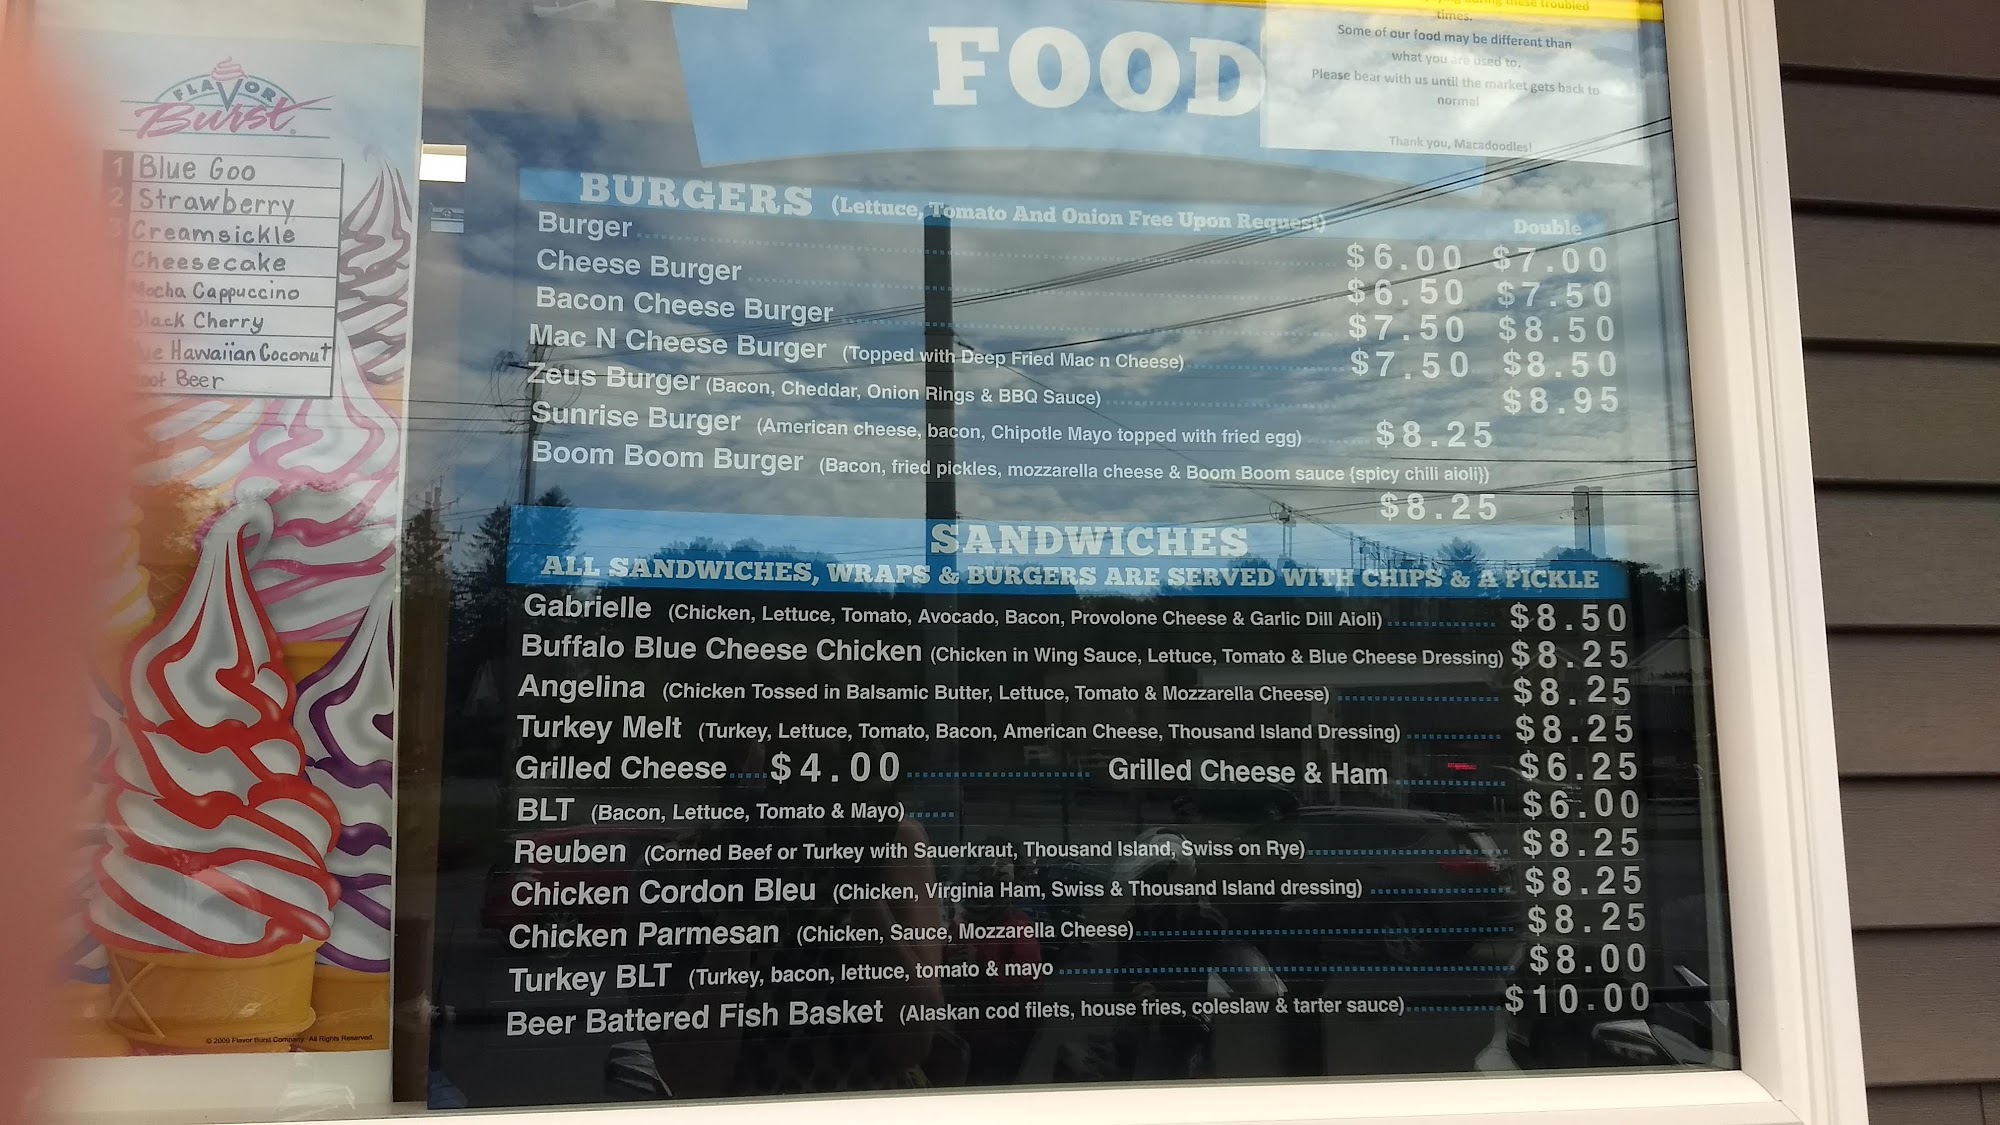 FLAVOR
Burst
1 Blue Goo
2 Strawberry
3 Creamsickle
Cheesecake
Mocha Cappuccino
Black Cherry
Hawaiian Coconut
Beer
© 2009 Flavor Burst Company. All Rights Reserved.
FOOD
during these troubled
times.
Some of our food may be different than
what you are used to.
Please bear with us until the market gets back to
normal
Thank you, Macadoodles!
BURGERS (Lettuce, Tomato And Onion Free Upon Request) Double
Burger $6.00 $7.00
Cheese Burger $6.50 $7.50
Bacon Cheese Burger $7.50 $8.50
Mac N Cheese Burger (Topped with Deep Fried Mac n Cheese) $7.50 $8.50
Zeus Burger (Bacon, Cheddar, Onion Rings & BBQ Sauce) $8.95
Sunrise Burger (American cheese, bacon, Chipotle Mayo topped with fried egg) $8.25
Boom Boom Burger (Bacon, fried pickles, mozzarella cheese & Boom Boom sauce {spicy chili aioli})
$8.25
SANDWICHES
ALL SANDWICHES, WRAPS & BURGERS ARE SERVED WITH CHIPS & A PICKLE
Gabrielle (Chicken, Lettuce, Tomato, Avocado, Bacon, Provolone Cheese & Garlic Dill Aioli) $8.50
Buffalo Blue Cheese Chicken (Chicken in Wing Sauce, Lettuce, Tomato & Blue Cheese Dressing) $8.25
Angelina (Chicken Tossed in Balsamic Butter, Lettuce, Tomato & Mozzarella Cheese) $8.25
Turkey Melt (Turkey, Lettuce, Tomato, Bacon, American Cheese, Thousand Island Dressing) $8.25
Grilled Cheese $4.00 Grilled Cheese & Ham $6.25
BLT (Bacon, Lettuce, Tomato & Mayo) $6.00
Reuben (Corned Beef or Turkey with Sauerkraut, Thousand Island, Swiss on Rye) $8.25
Chicken Cordon Bleu (Chicken, Virginia Ham, Swiss & Thousand Island dressing) $8.25
Chicken Parmesan (Chicken, Sauce, Mozzarella Cheese) $8.25
Turkey BLT (Turkey, bacon, lettuce, tomato & mayo $8.00
Beer Battered Fish Basket (Alaskan cod filets, house fries, coleslaw & tarter sauce) $10.00